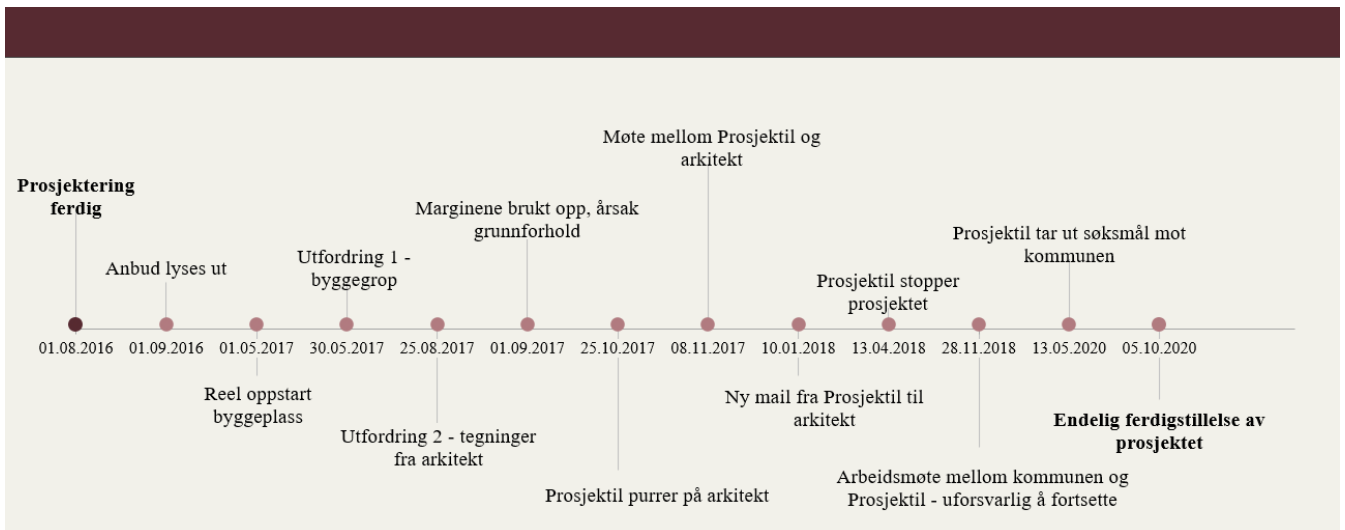 Møte mellom Prosjektil og
arkitekt
Prosjektering
ferdig
Marginene brukt opp, årsak
grunnforhold
Prosjektil tar ut søksmål mot
kommunen
Utfordring 1 -
byggegrop
Anbud lyses ut
Prosjektil stopper
prosjektet
01.08.2016 01.09.2016 01.05.2017 30.05.2017 25.08.2017 01.09.2017 25.10.2017 08.11.2017 10.01.2018 13.04.2018 28.11.2018 13.05.2020 05.10.2020
Reel oppstart
byggeplass
Ny mail fra Prosjektil til
arkitekt
Endelig ferdigstillelse av
prosjektet
Utfordring 2 - tegninger
fra arkitekt
Arbeidsmøte mellom kommunen og
Prosjektil - uforsvarlig å fortsette
Prosjektil purrer på arkitekt